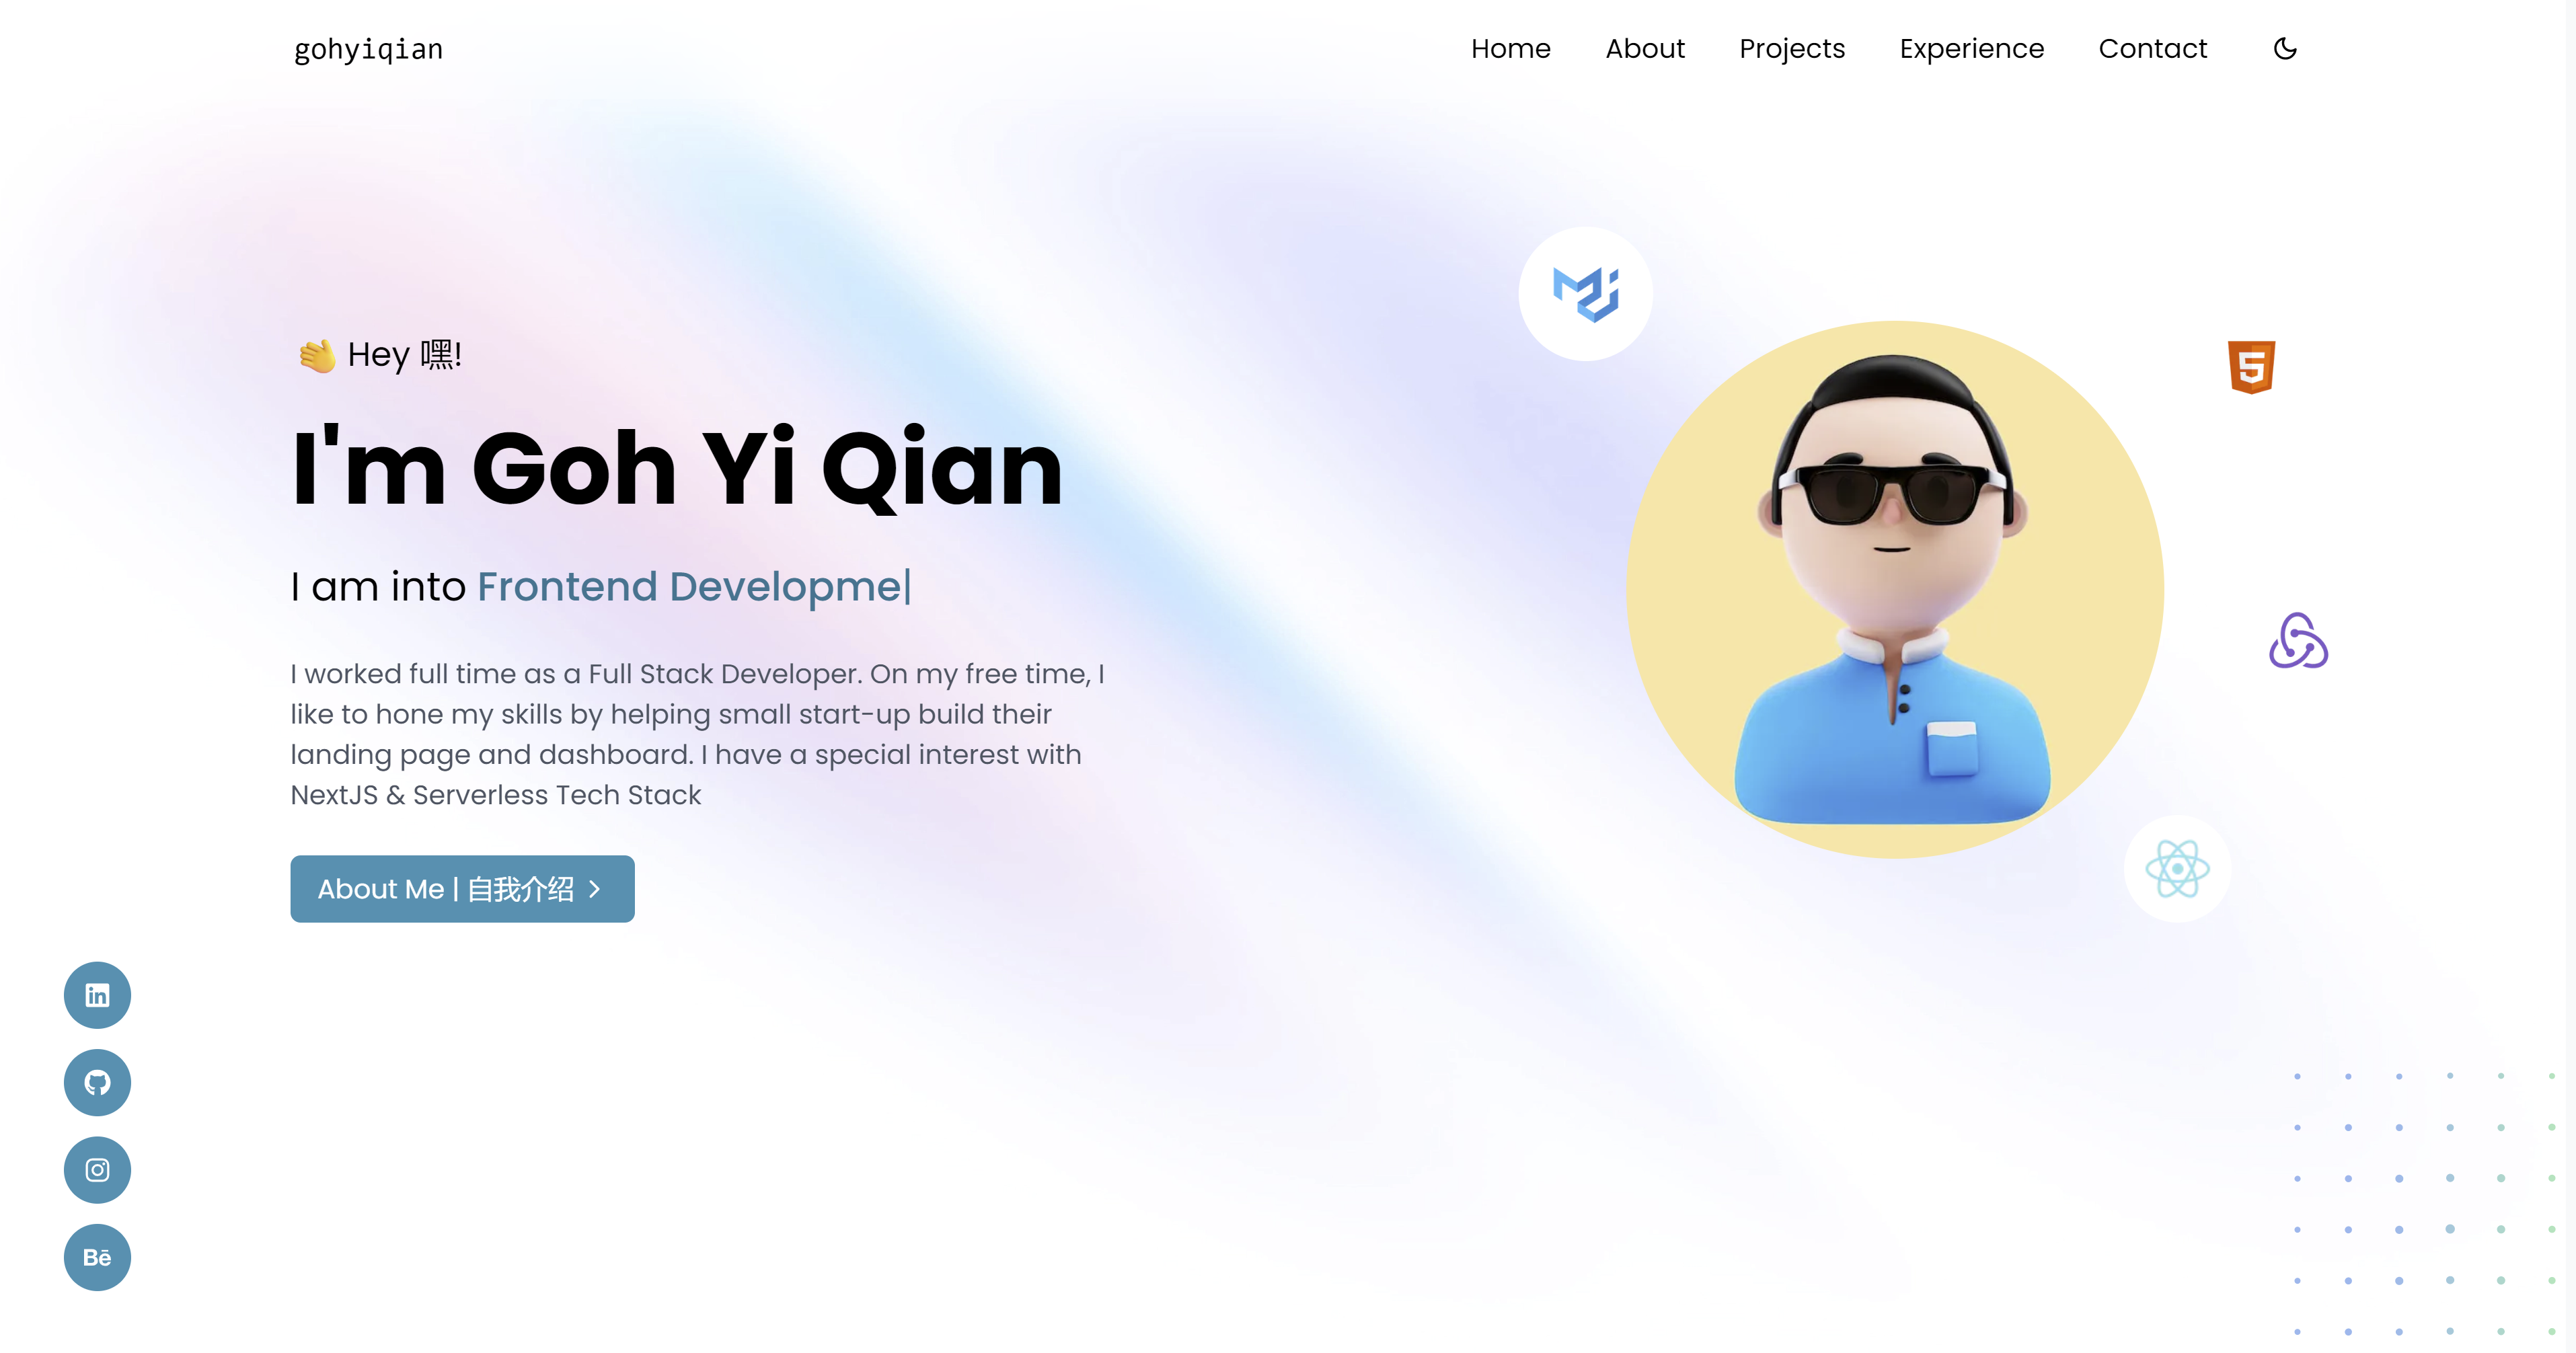 gohyiqian
Home
About
Projects
Experience
Contact
👋 Hey 嘿!
I'm Goh Yi Qian
I am into Frontend Developme|
I worked full time as a Full Stack Developer. On my free time, I
like to hone my skills by helping small start-up build their
landing page and dashboard. I have a special interest with
NextJS & Serverless Tech Stack
About Me | 自我介绍 >
in
Bē
5